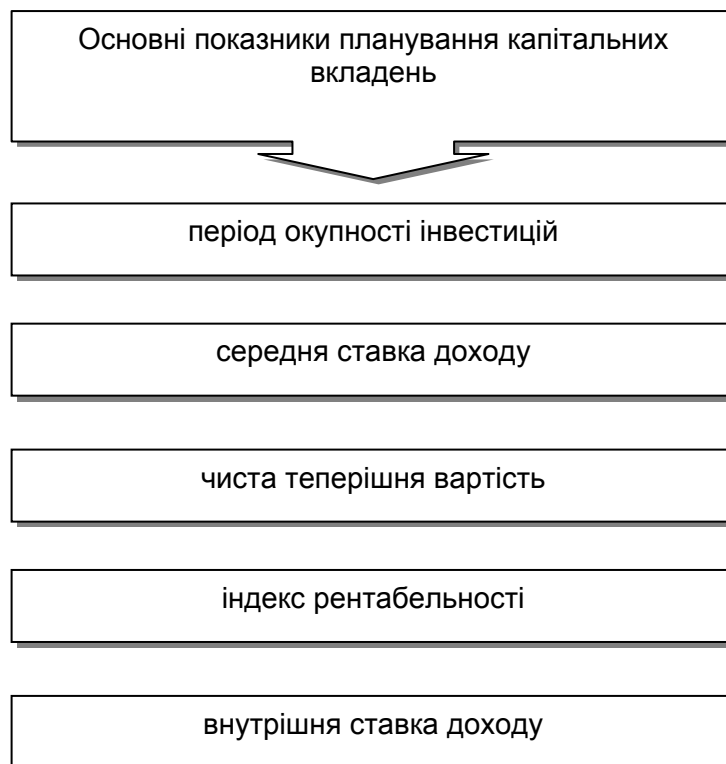 Основні показники планування капітальних
вкладень
період окупності інвестицій
середня ставка доходу
чиста теперішня вартість
індекс рентабельності
внутрішня ставка доходу